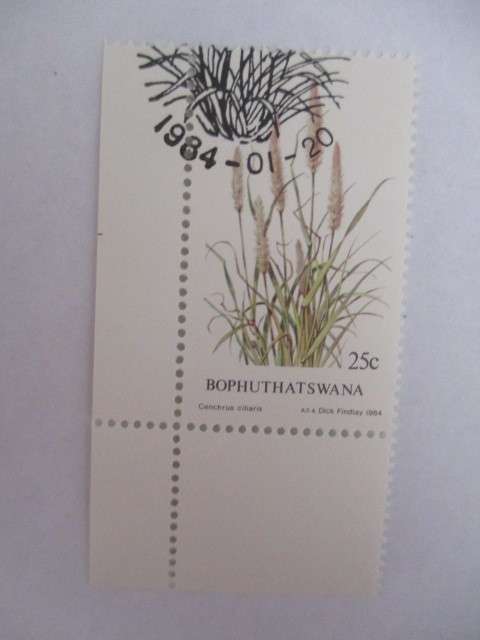 1984-01-20
25c
BOPHUTHATSWANA
Cenchrus ciliaris
A.F.& Dick Findlay 1984